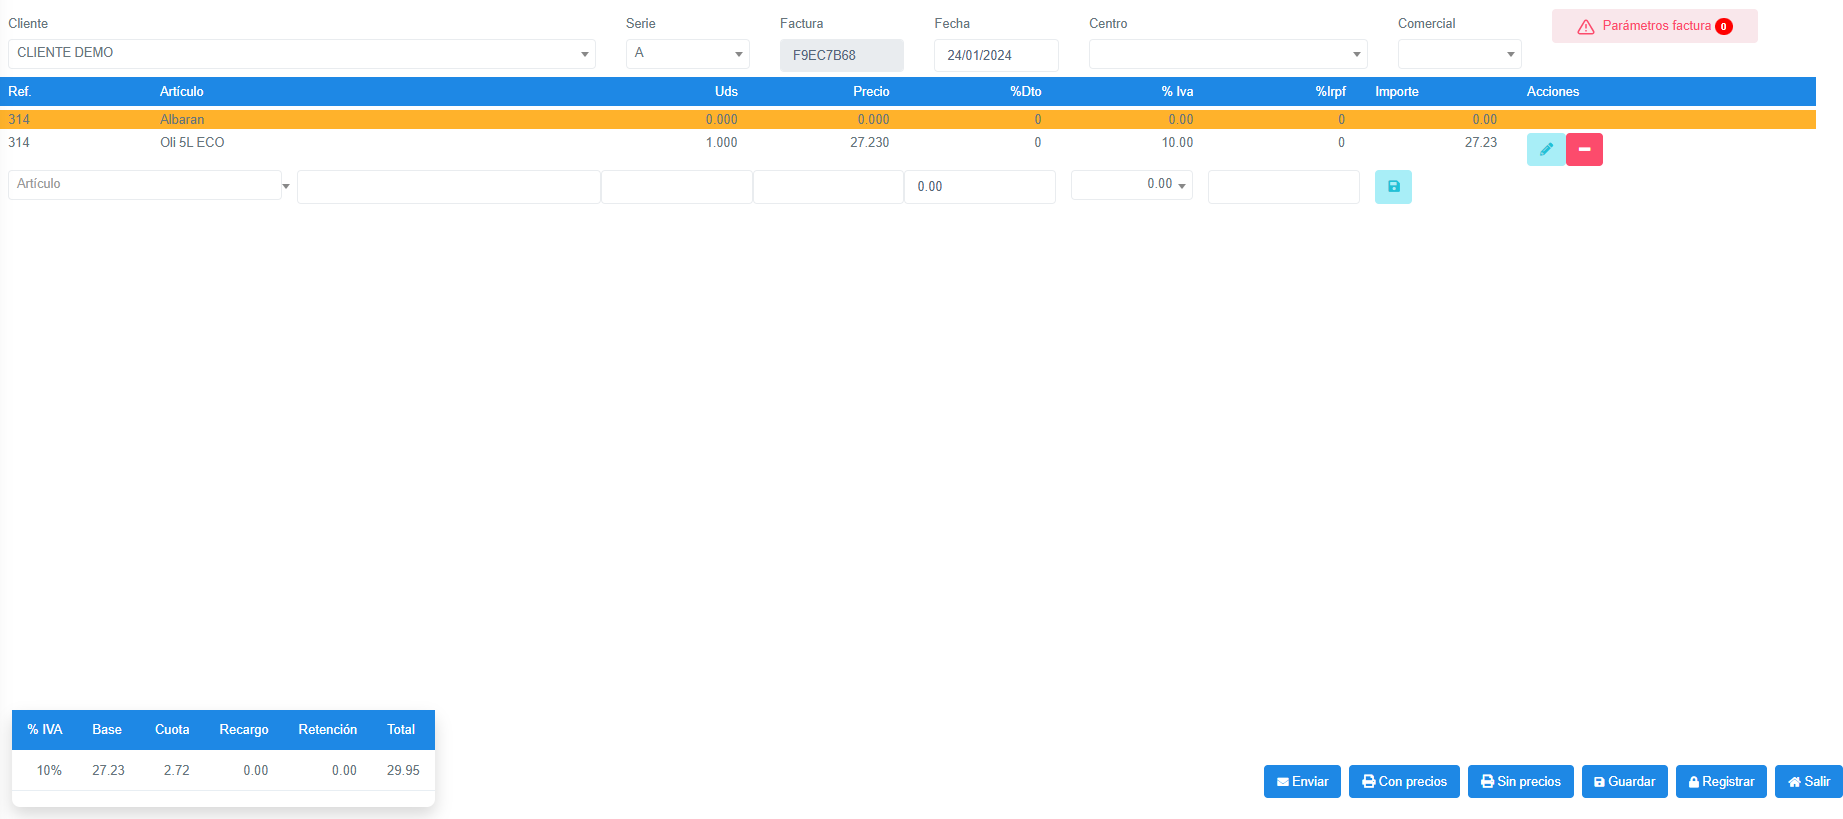 Cliente Serie Factura Fecha Centro Comercial Parámetros factura 0
CLIENTE DEMO A F9EC7B68 24/01/2024
Ref. Artículo Uds Precio %Dto % Iva %Irpf Importe Acciones
314 Albaran 0.000 0.000 0 0.00 0 0.00
314 Oli 5L ECO 1.000 27.230 0 10.00 0 27.23
Artículo 0.00 0.00
% IVA Base Cuota Recargo Retención Total
10% 27.23 2.72 0.00 0.00 29.95
Enviar Con precios Sin precios Guardar Registrar Salir